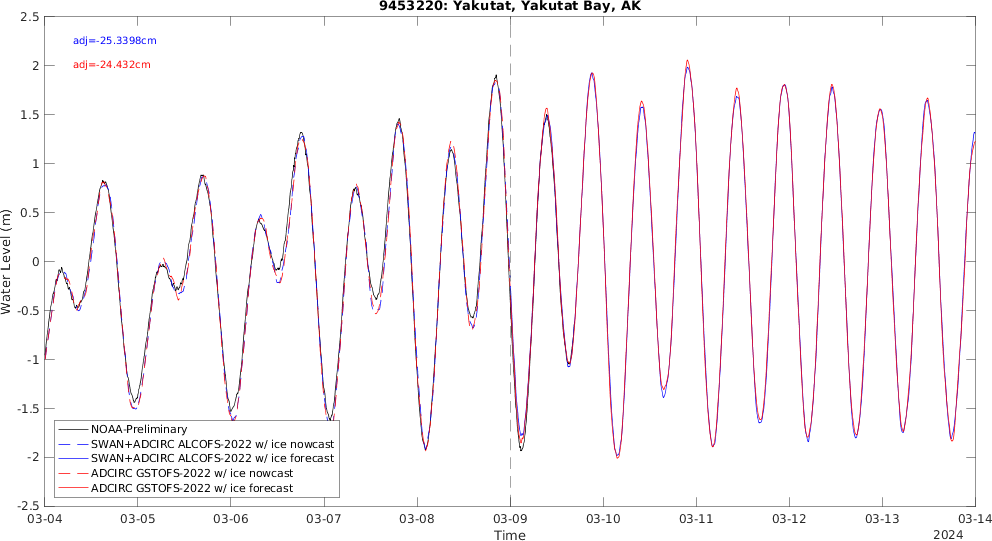 9453220: Yakutat, Yakutat Bay, AK
adj=-25.3398cm
adj=-24.432cm
2.5
2
1.5
1
0.5
0
-0.5
-1
-1.5
-2
-2.5
Water Level (m)
NOAA-Preliminary
SWAN+ADCIRC ALCOFS-2022 w/ ice nowcast
SWAN+ADCIRC ALCOFS-2022 w/ ice forecast
ADCIRC GSTOFS-2022 w/ ice nowcast
ADCIRC GSTOFS-2022 w/ ice forecast
03-04 03-05 03-06 03-07 03-08 03-09 03-10 03-11 03-12 03-13 03-14
Time
2024